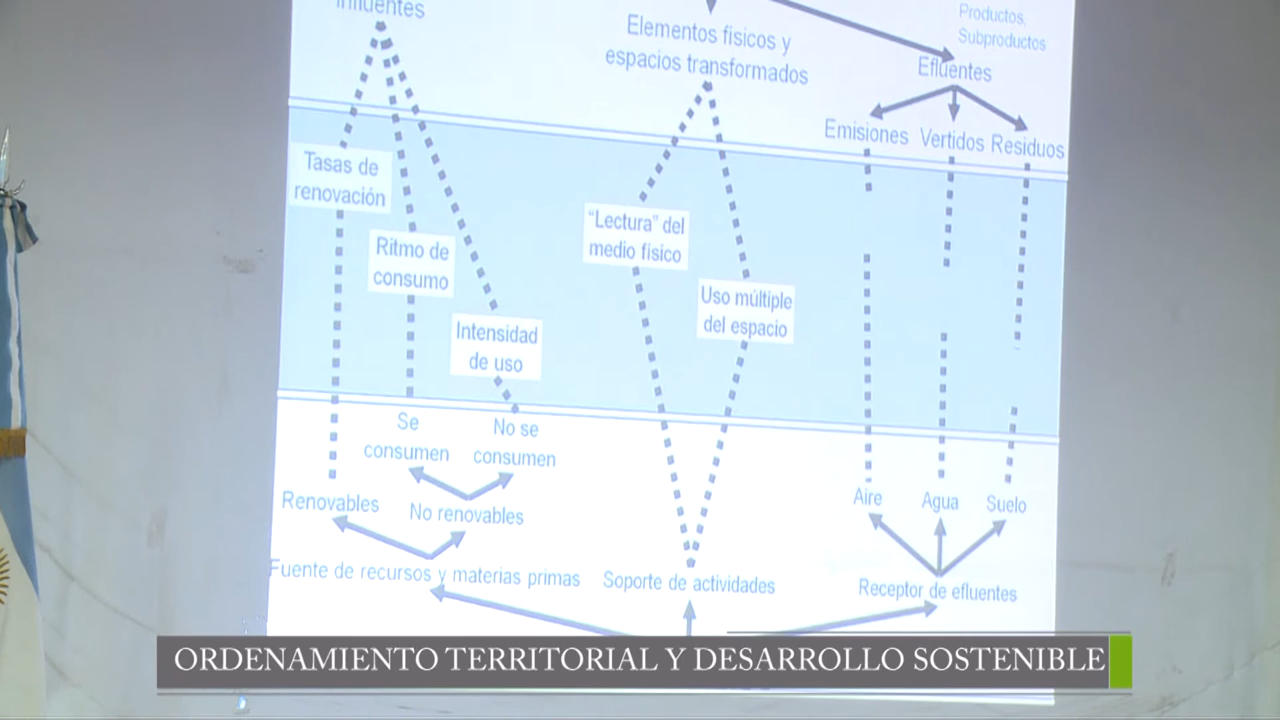 Influentes
Elementos físicos y
espacios transformados
Productos,
Subproductos
Efluentes
Emisiones Vertidos Residuos
Tasas de
renovación
Ritmo de
consumo
Intensidad
de uso
"Lectura" del
medio físico
Uso múltiple
del espacio
Se
consumen
No se
consumen
Renovables
No renovables
Aire
Agua
Suelo
Fuente de recursos y materias primas
Soporte de actividades
Receptor de efluentes
ORDENAMIENTO TERRITORIAL Y DESARROLLO SOSTENIBLE